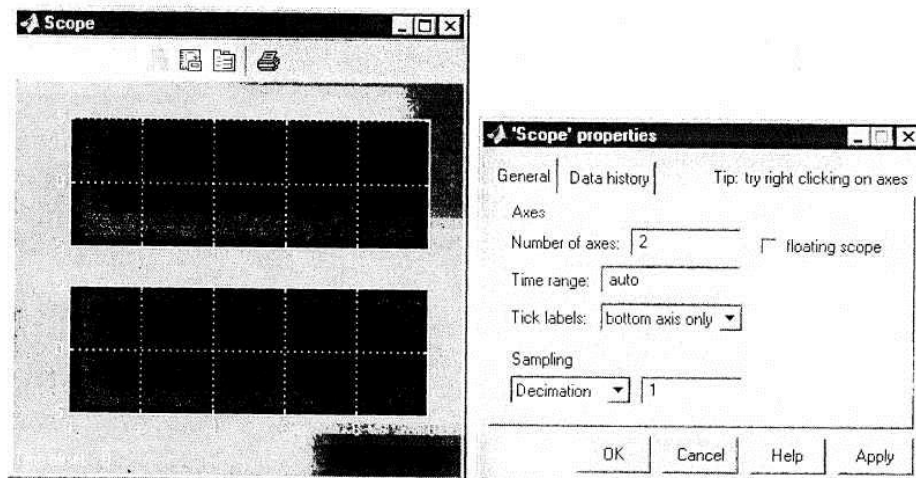 Scope
'Scope' properties
General
Data history
Tip: try right clicking on axes
Axes
Number of axes: 2
floating scope
Time range: auto
Tick labels: bottom axis only
Sampling
Decimation 1
OK Cancel Help Apply